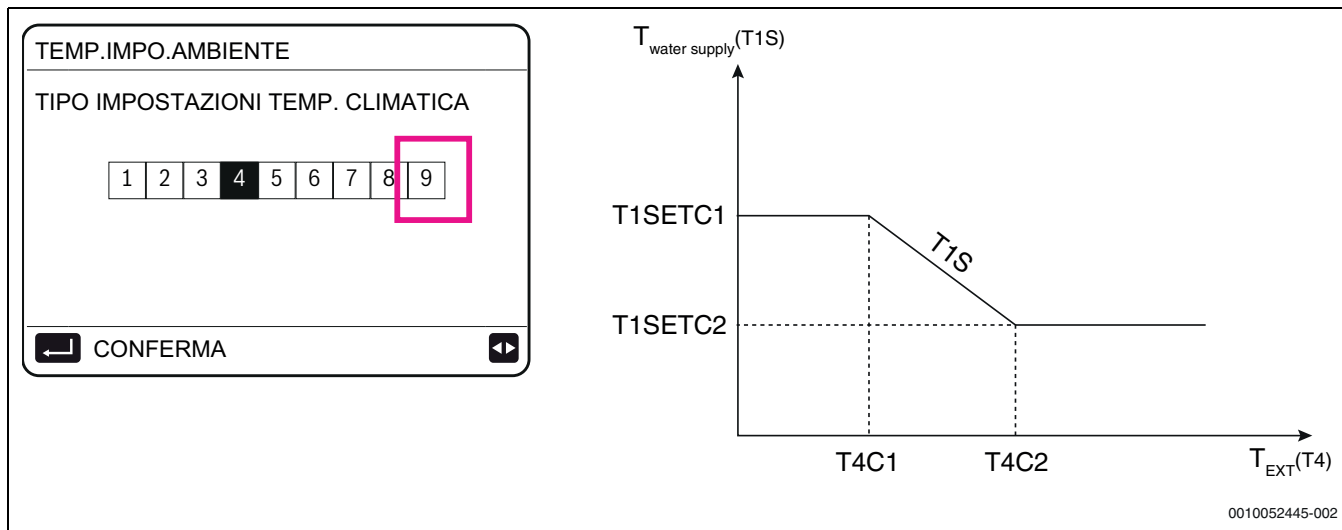 TEMP.IMPO.AMBIENTE
TIPO IMPOSTAZIONI TEMP. CLIMATICA
1 2 3 4 5 6 7 8 9
CONFERMA
T water supply (T1S)
T1SETC1
T1S
T1SETC2
T4C1 T4C2
T EXT (T4)
0010052445-002